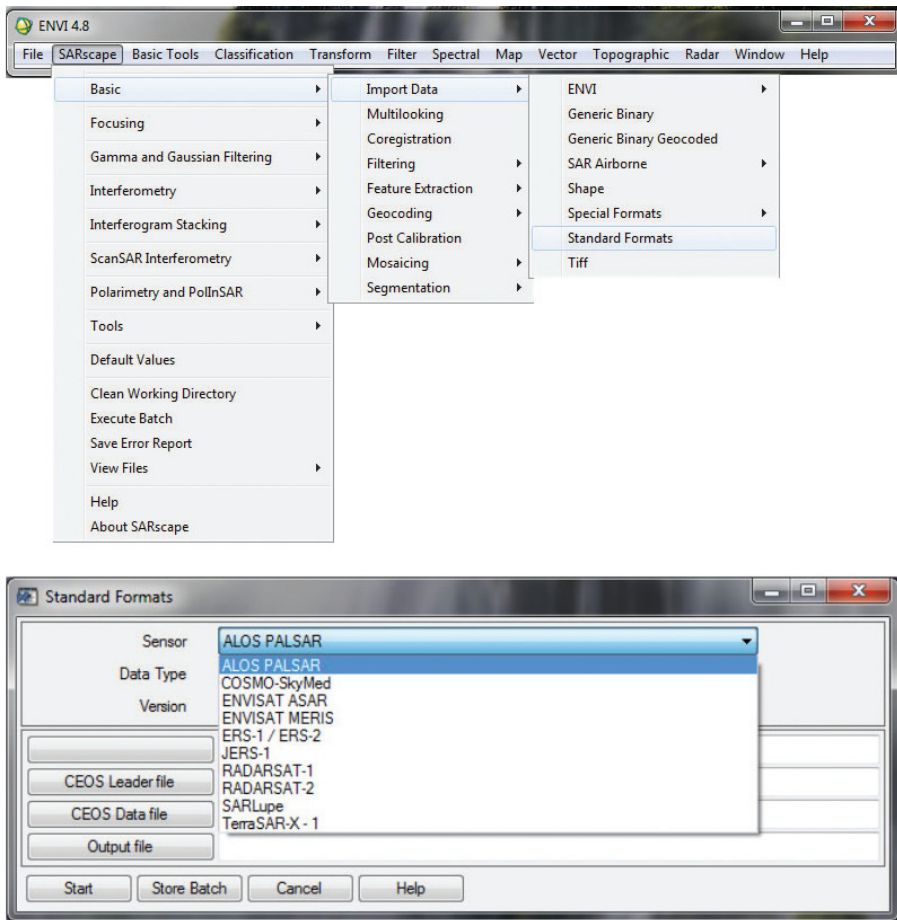 ENVI 4.8
File SARscape Basic Tools Classification Transform Filter Spectral Map Vector Topographic Radar Window Help
Basic
Focusing
Gamma and Gaussian Filtering
Interferometry
Interferogram Stacking
ScanSAR Interferometry
Polarimetry and PolInSAR
Tools
Default Values
Clean Working Directory
Execute Batch
Save Error Report
View Files
Help
About SARscape
Import Data
Multilooking
Coregistration
Filtering
Feature Extraction
Geocoding
Post Calibration
Mosaicing
Segmentation
ENVI
Generic Binary
Generic Binary Geocoded
SAR Airborne
Shape
Special Formats
Standard Formats
Tiff
Standard Formats
Sensor ALOS PALSAR
Data Type
Version
ALOS PALSAR
COSMO-SkyMed
ENVISAT ASAR
ENVISAT MERIS
ERS-1 / ERS-2
JERS-1
RADARSAT-1
RADARSAT-2
SARLupe
TerraSAR-X - 1
CEOS Leader file
CEOS Data file
Output file
Start Store Batch Cancel Help